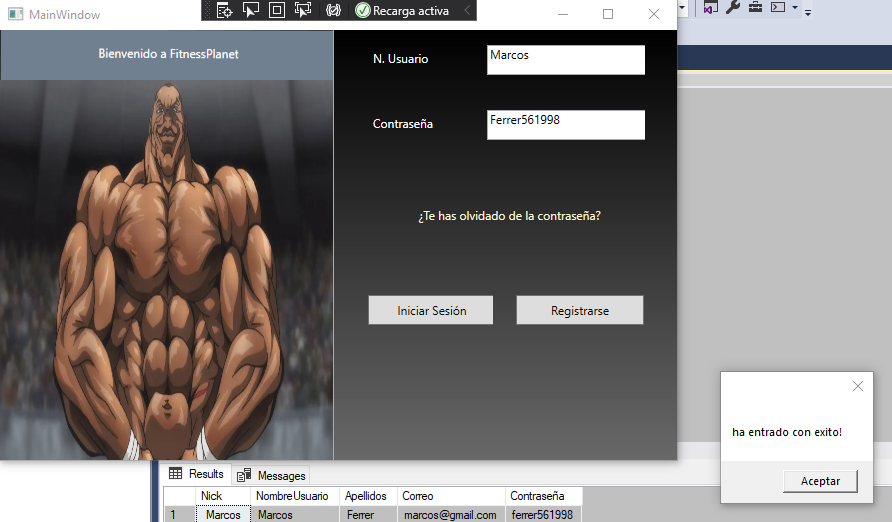 MainWindow
Recarga activa
Bienvenido a FitnessPlanet
N. Usuario
Marcos
Contraseña
Ferrer561998
¿Te has olvidado de la contraseña?
Iniciar Sesión
Registrarse
ha entrado con exito!
Aceptar
Results
Messages
Nick NombreUsuario Apellidos Correo Contraseña
1 Marcos Marcos Ferrer marcos@gmail.com ferrer561998